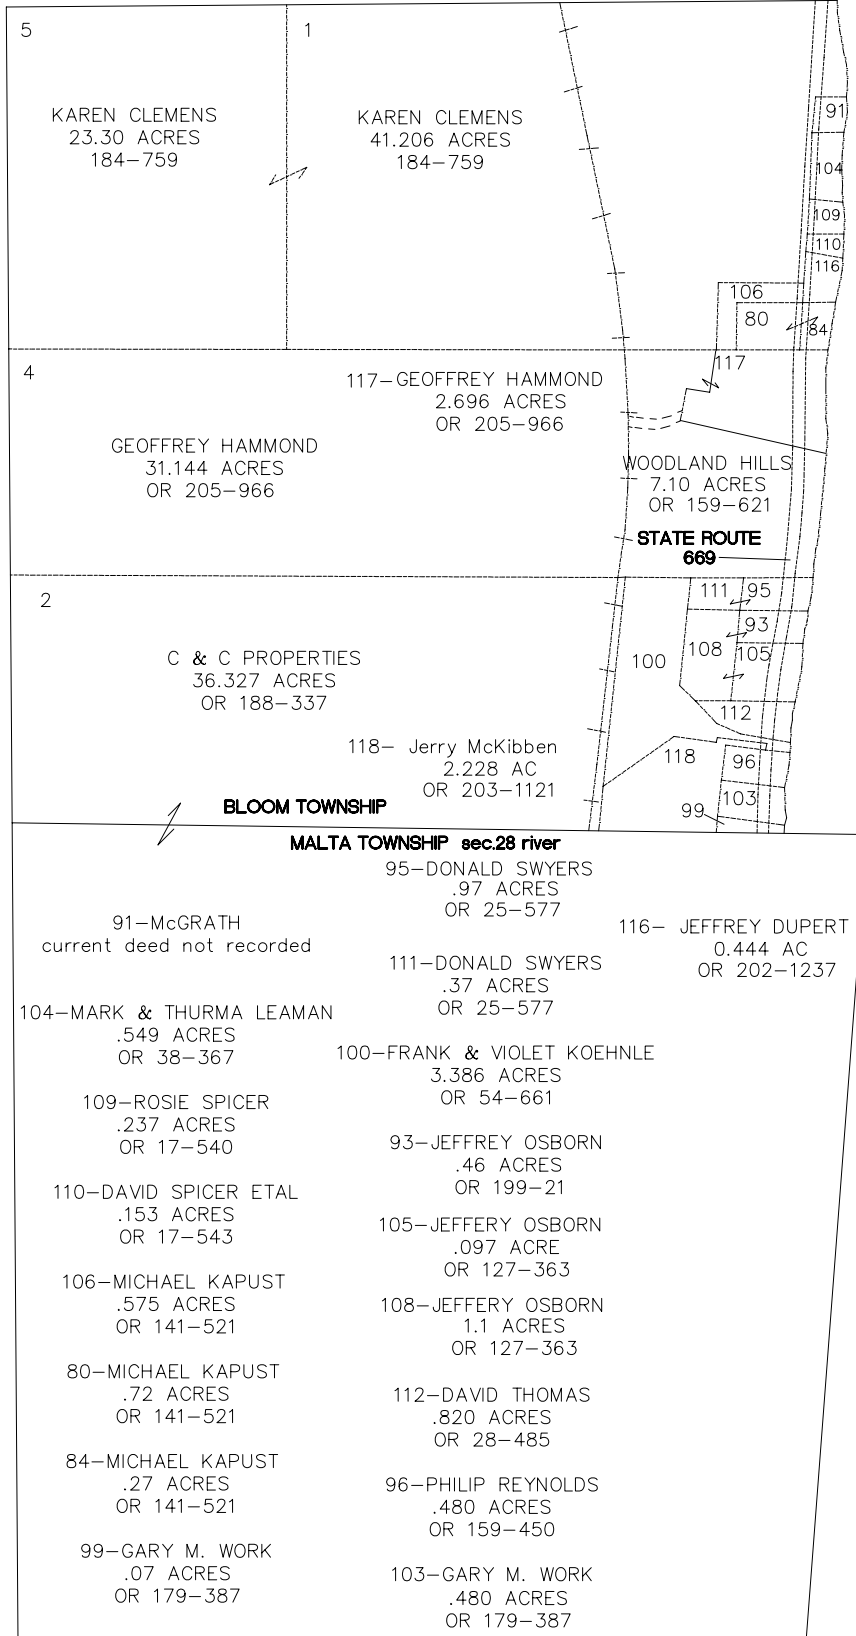 5
1
KAREN CLEMENS
23.30 ACRES
184-759
KAREN CLEMENS
41.206 ACRES
184-759
91
104
109
110
116
106
80
84
4
117-GEOFFREY HAMMOND
2.696 ACRES
OR 205-966
117
GEOFFREY HAMMOND
31.144 ACRES
OR 205-966
WOODLAND HILLS
7.10 ACRES
OR 159-621
STATE ROUTE
669
2
111
95
93
108
105
100
112
C & C PROPERTIES
36.327 ACRES
OR 188-337
118- Jerry McKibben
2.228 AC
OR 203-1121
118
96
103
99
BLOOM TOWNSHIP
MALTA TOWNSHIP sec.28 river
95-DONALD SWYERS
.97 ACRES
OR 25-577
91-McGRATH
current deed not recorded
116- JEFFREY DUPERT
0.444 AC
OR 202-1237
111-DONALD SWYERS
.37 ACRES
OR 25-577
104-MARK & THURMA LEAMAN
.549 ACRES
OR 38-367
100-FRANK & VIOLET KOEHNLE
3.386 ACRES
OR 54-661
109-ROSIE SPICER
.237 ACRES
OR 17-540
93-JEFFREY OSBORN
.46 ACRES
OR 199-21
110-DAVID SPICER ETAL
.153 ACRES
OR 17-543
105-JEFFERY OSBORN
.097 ACRE
OR 127-363
106-MICHAEL KAPUST
.575 ACRES
OR 141-521
108-JEFFERY OSBORN
1.1 ACRES
OR 127-363
80-MICHAEL KAPUST
.72 ACRES
OR 141-521
112-DAVID THOMAS
.820 ACRES
OR 28-485
84-MICHAEL KAPUST
.27 ACRES
OR 141-521
96-PHILIP REYNOLDS
.480 ACRES
OR 159-450
99-GARY M. WORK
.07 ACRES
OR 179-387
103-GARY M. WORK
.480 ACRES
OR 179-387